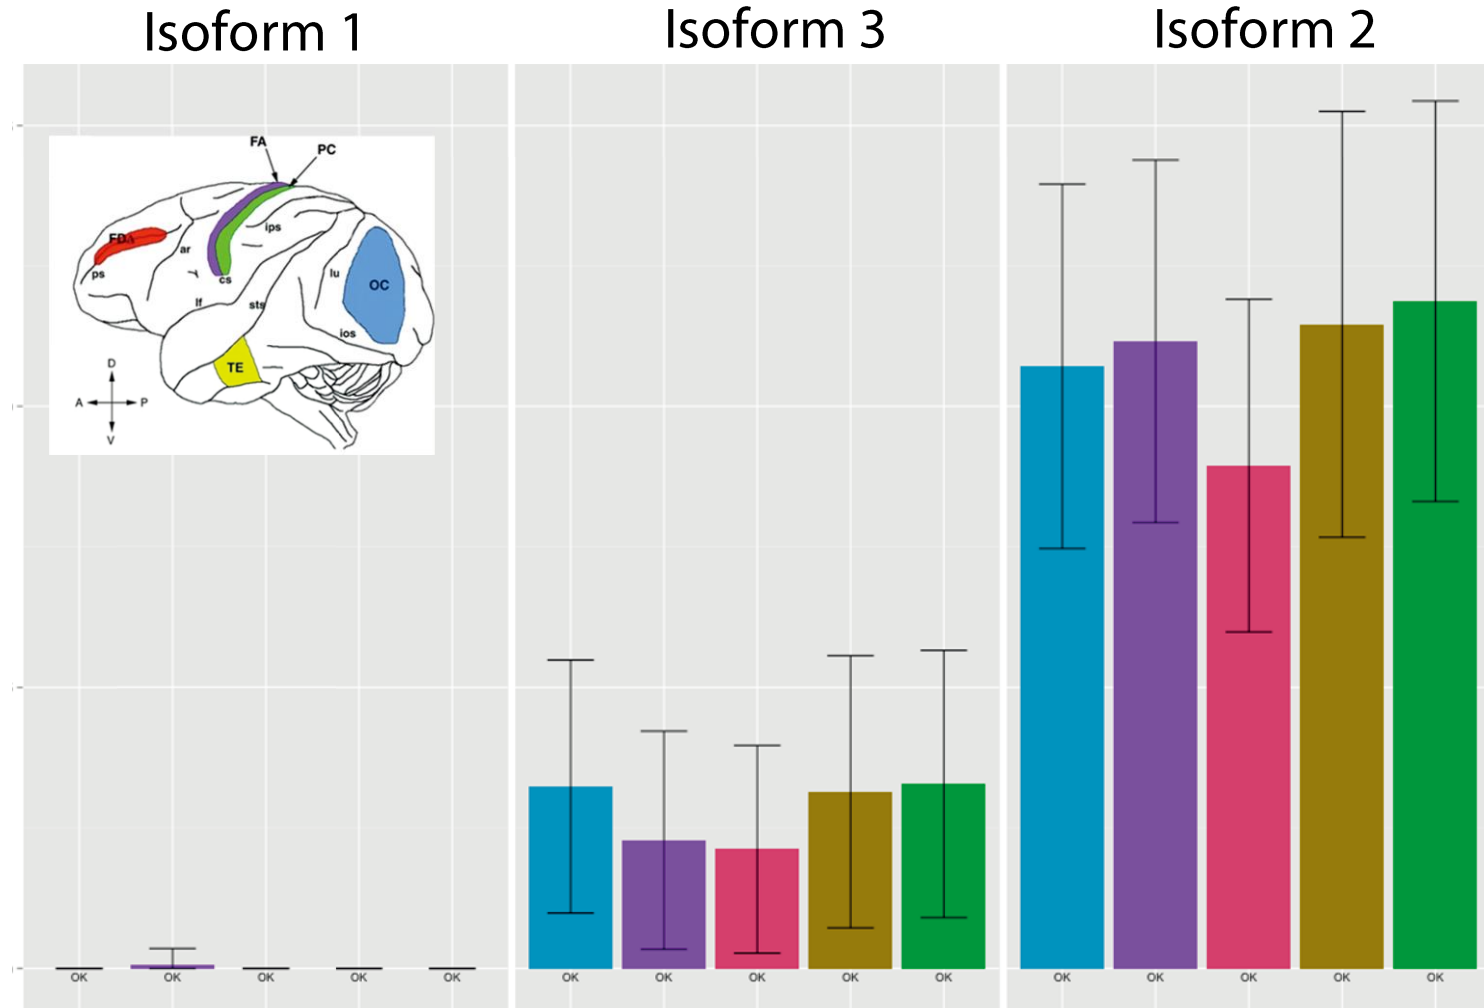 Isoform 1
Isoform 3
Isoform 2
FA
PC
FDΔ
ar
ips
ps
cs
lu
OC
lf
sts
ios
TE
D
A P
V
OK OK OK OK OK
OK OK OK OK OK
OK OK OK OK OK